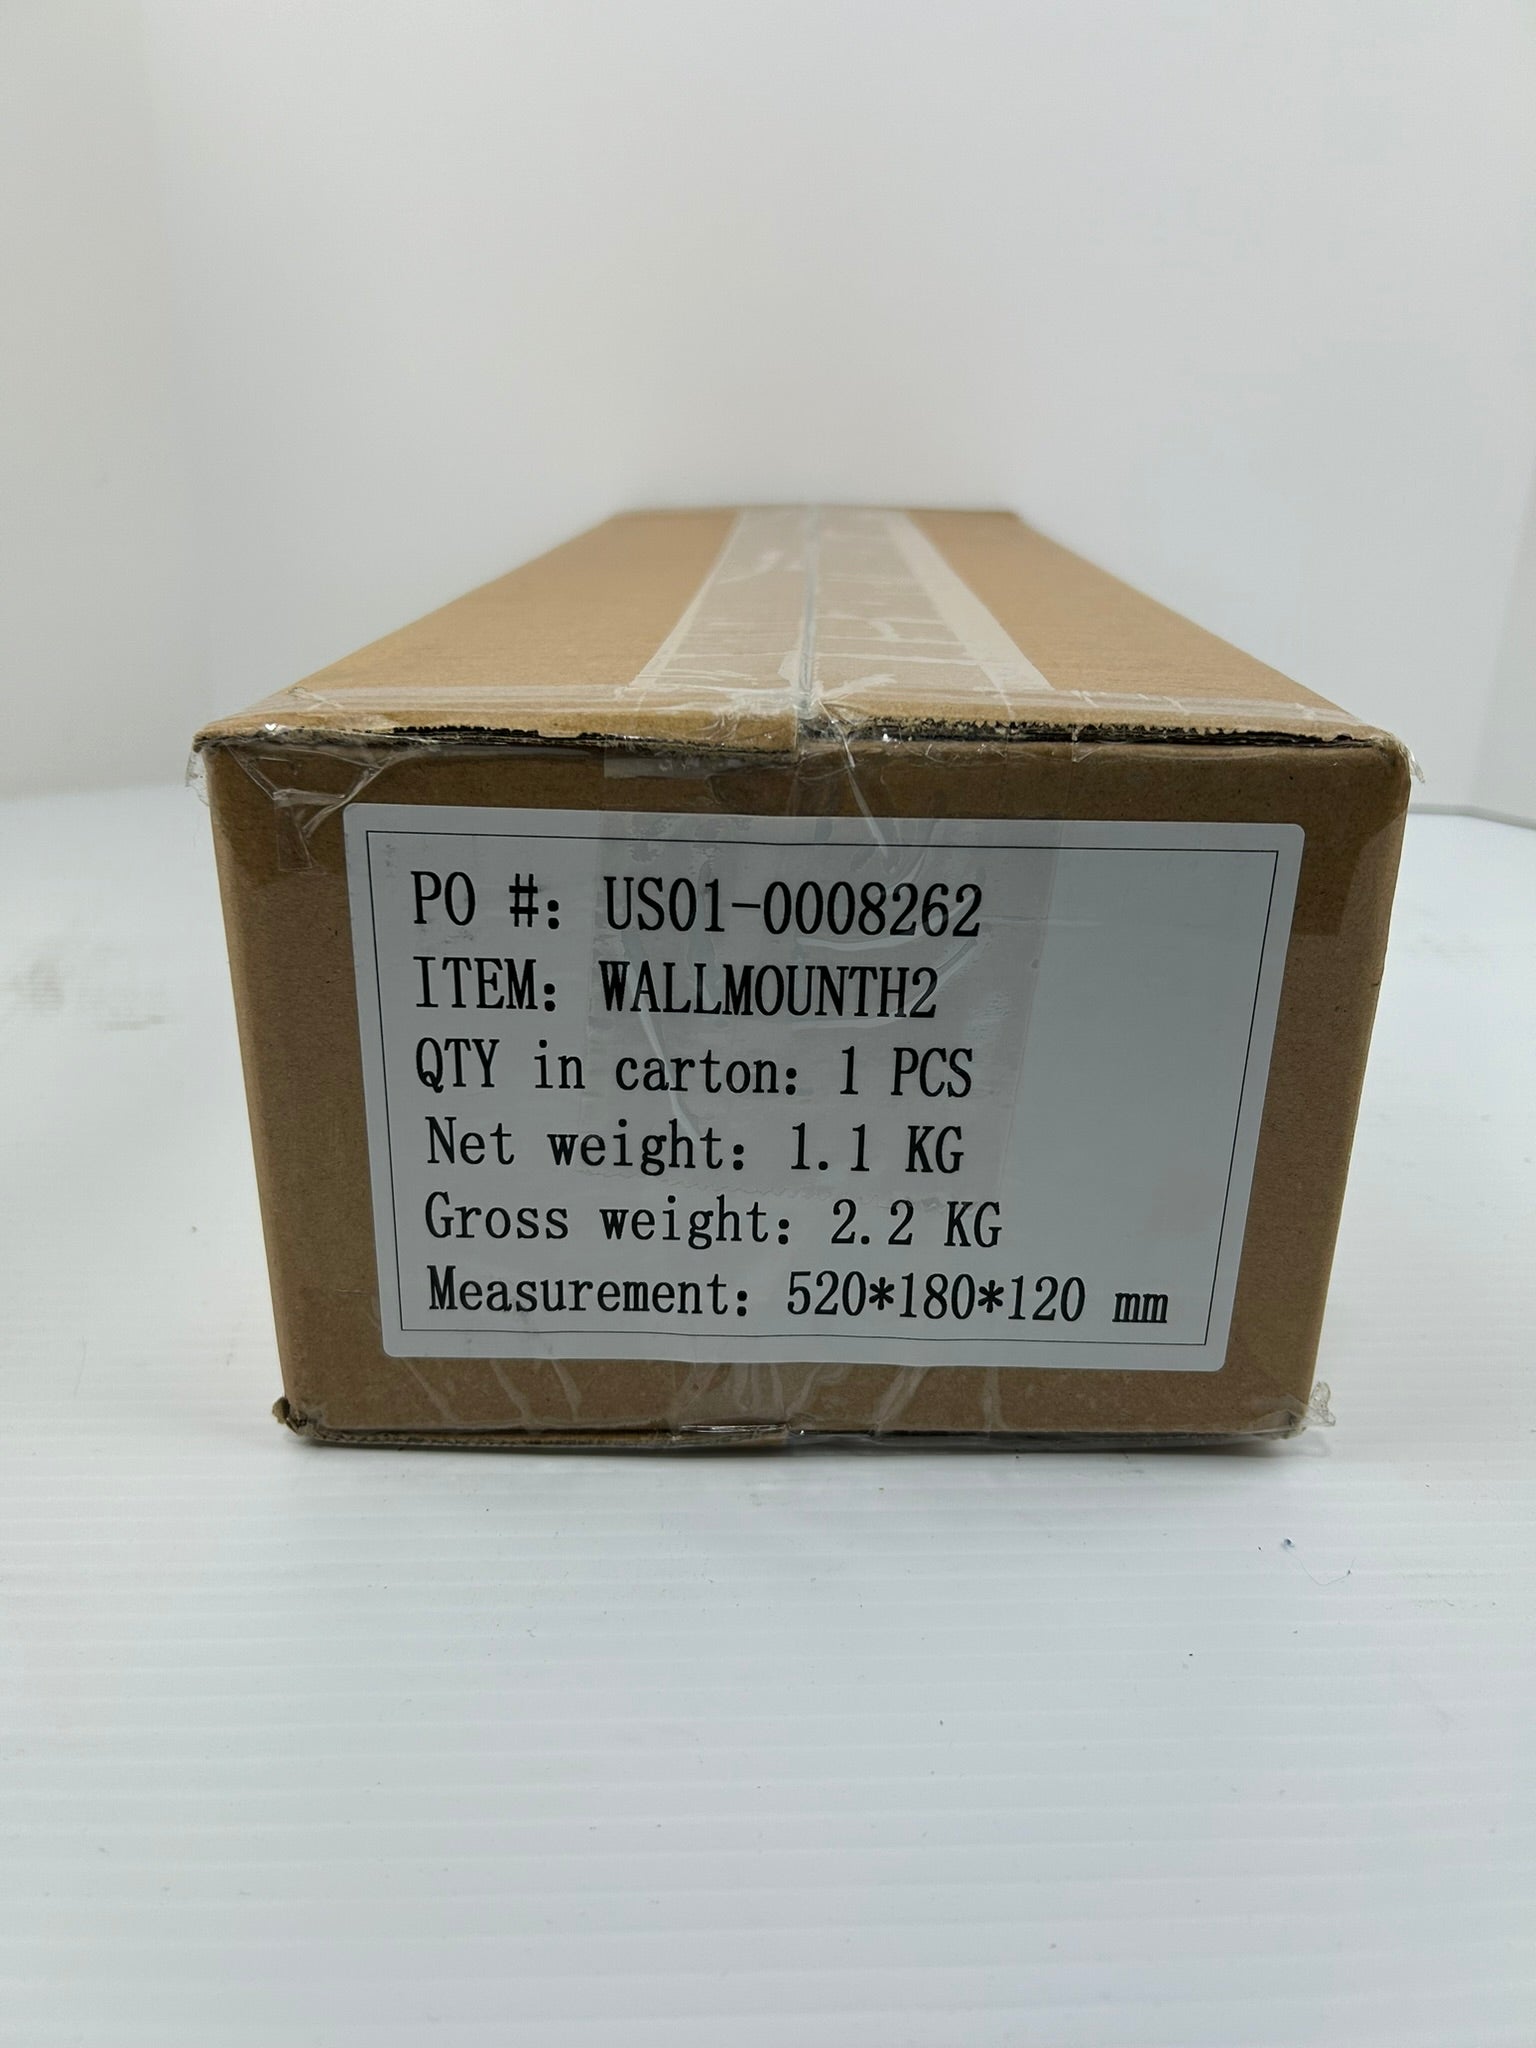 PO #: US01-0008262
ITEM: WALLMOUNTH2
QTY in carton: 1 PCS
Net weight: 1.1 KG
Gross weight: 2.2 KG
Measurement: 520*180*120 mm